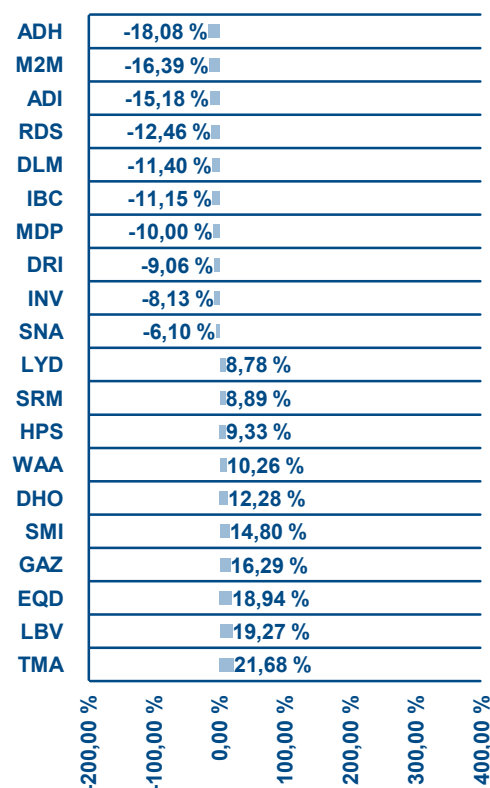 ADH -18,08 %
M2M -16,39 %
ADI -15,18 %
RDS -12,46 %
DLM -11,40 %
IBC -11,15 %
MDP -10,00 %
DRI -9,06 %
INV -8,13 %
SNA -6,10 %
LYD 8,78 %
SRM 8,89 %
HPS 9,33 %
WAA 10,26 %
DHO 12,28 %
SMI 14,80 %
GAZ 16,29 %
EQD 18,94 %
LBV 19,27 %
TMA 21,68 %
-200,00 %
-100,00 %
0,00 %
100,00 %
200,00 %
300,00 %
400,00 %